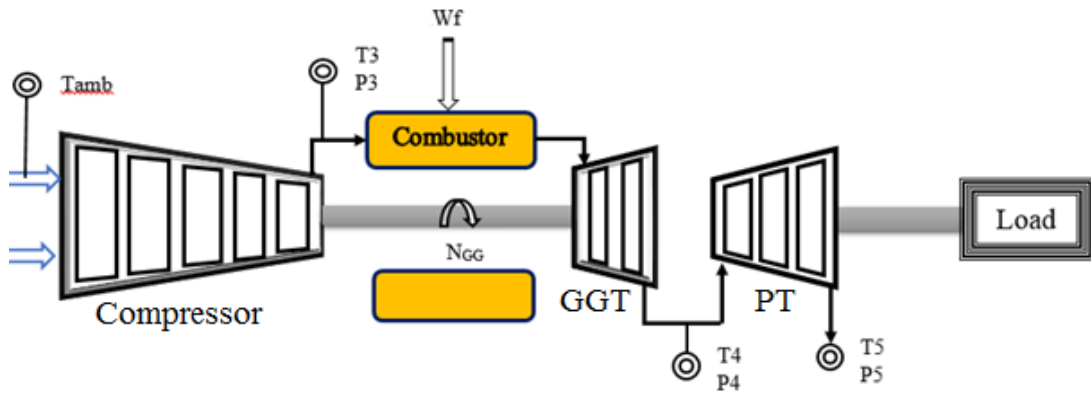 Wf
T3
P3
Tamb
Combustor
Load
NGG
Compressor
GGT
PT
T4
P4
T5
P5